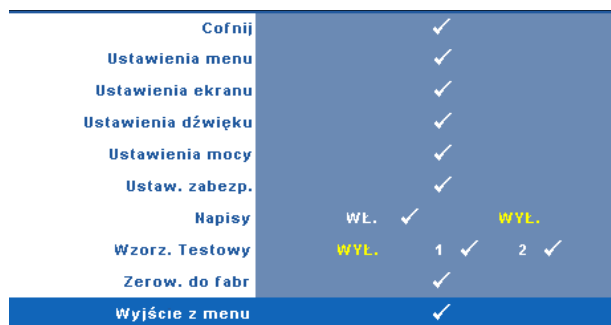 Cofnij ✓
Ustawienia menu ✓
Ustawienia ekranu ✓
Ustawienia dźwięku ✓
Ustawienia mocy ✓
Ustaw. zabezp. ✓
Napisy WŁ. ✓ WYŁ.
Wzorz. Testowy WYŁ. 1 ✓ 2 ✓
Zerow. do fabr ✓
Wyjście z menu ✓